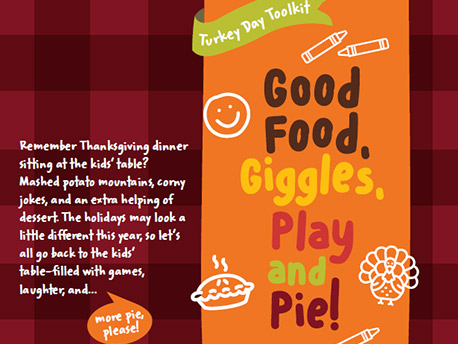 Turkey Day Toolkit
Good
Food,
Giggles,
Play
and
Pie!
Remember Thanksgiving dinner
sitting at the kids' table?
Mashed potato mountains, corny
jokes, and an extra helping of
dessert. The holidays may look a
little different this year, so let's
all go back to the kids'
table-filled with games,
laughter, and...
more pie,
please!